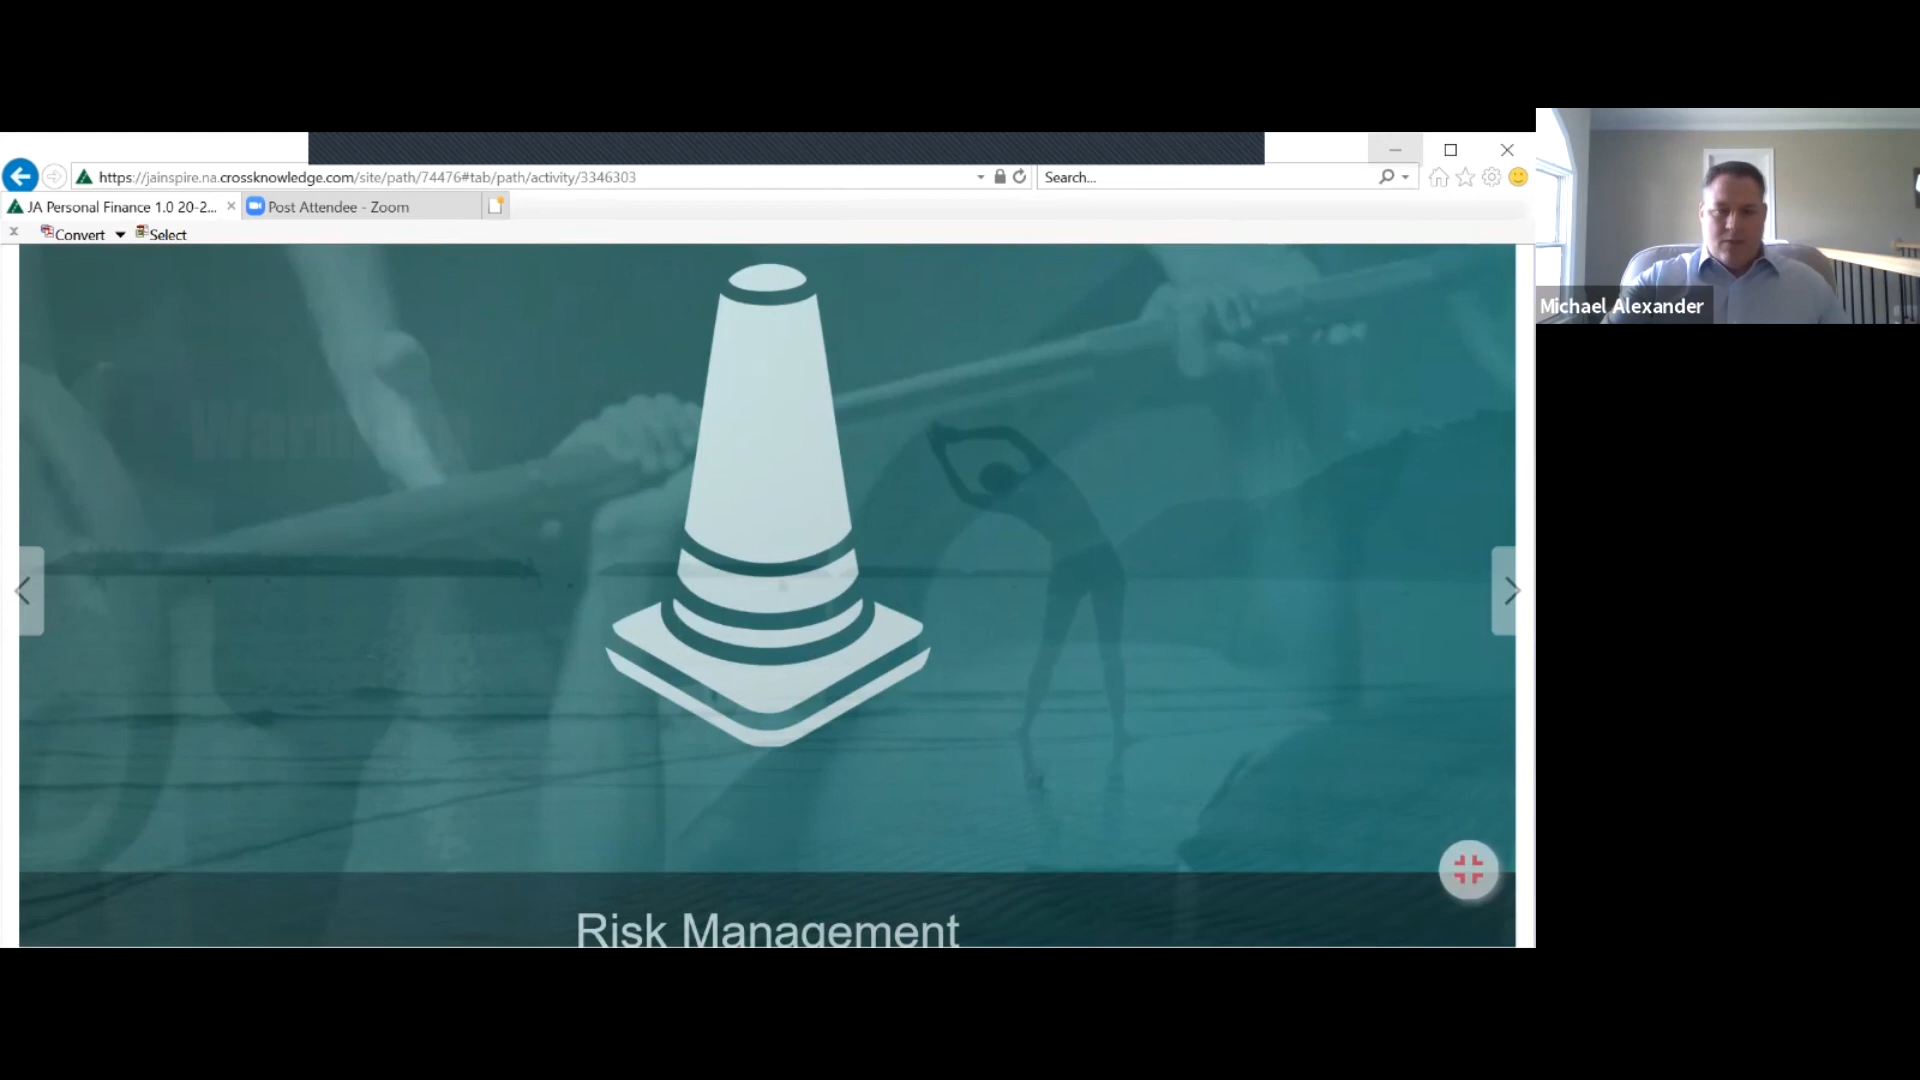 https://jainspire.na.crossknowledge.com/site/path/74476#tab/path/activity/3346303
Search...
JA Personal Finance 1.0 20-2...
Post Attendee - Zoom
x Convert Select
Michael Alexander
Warm
Risk Management